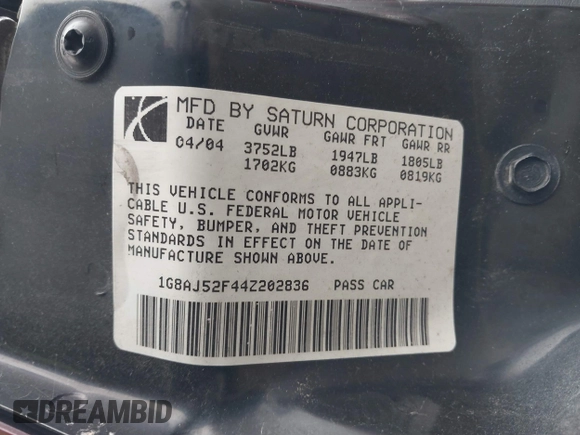 MFD BY SATURN CORPORATION
DATE GVWR GAWR FRT GAWR RR
04/04 3752LB 1947LB 1805LB
1702KG 0883KG 0819KG
THIS VEHICLE CONFORMS TO ALL APPLI-
CABLE U.S. FEDERAL MOTOR VEHICLE
SAFETY, BUMPER, AND THEFT PREVENTION
STANDARDS IN EFFECT ON THE DATE OF
MANUFACTURE SHOWN ABOVE.
1G8AJ52F44Z202836 PASS CAR
DREAMBID